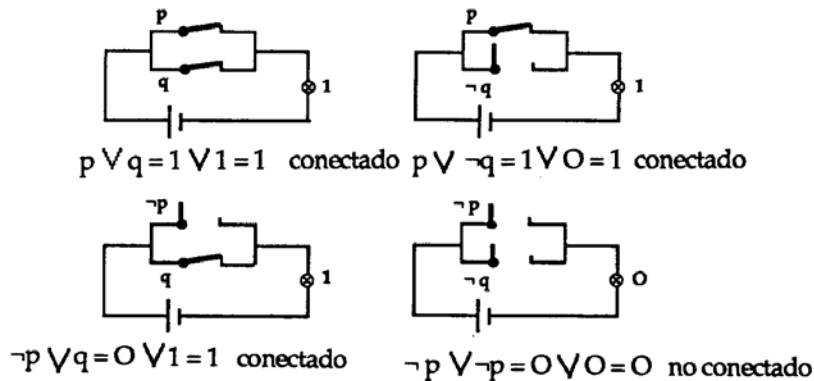 p p
q 1 ¬q 1
p ∨ q = 1 ∨ 1 = 1 conectado p ∨ ¬q = 1 ∨ O = 1 conectado
¬p ¬p
q 1 ¬q O
¬p ∨ q = O ∨ 1 = 1 conectado ¬p ∨ ¬p = O ∨ O = O no conectado